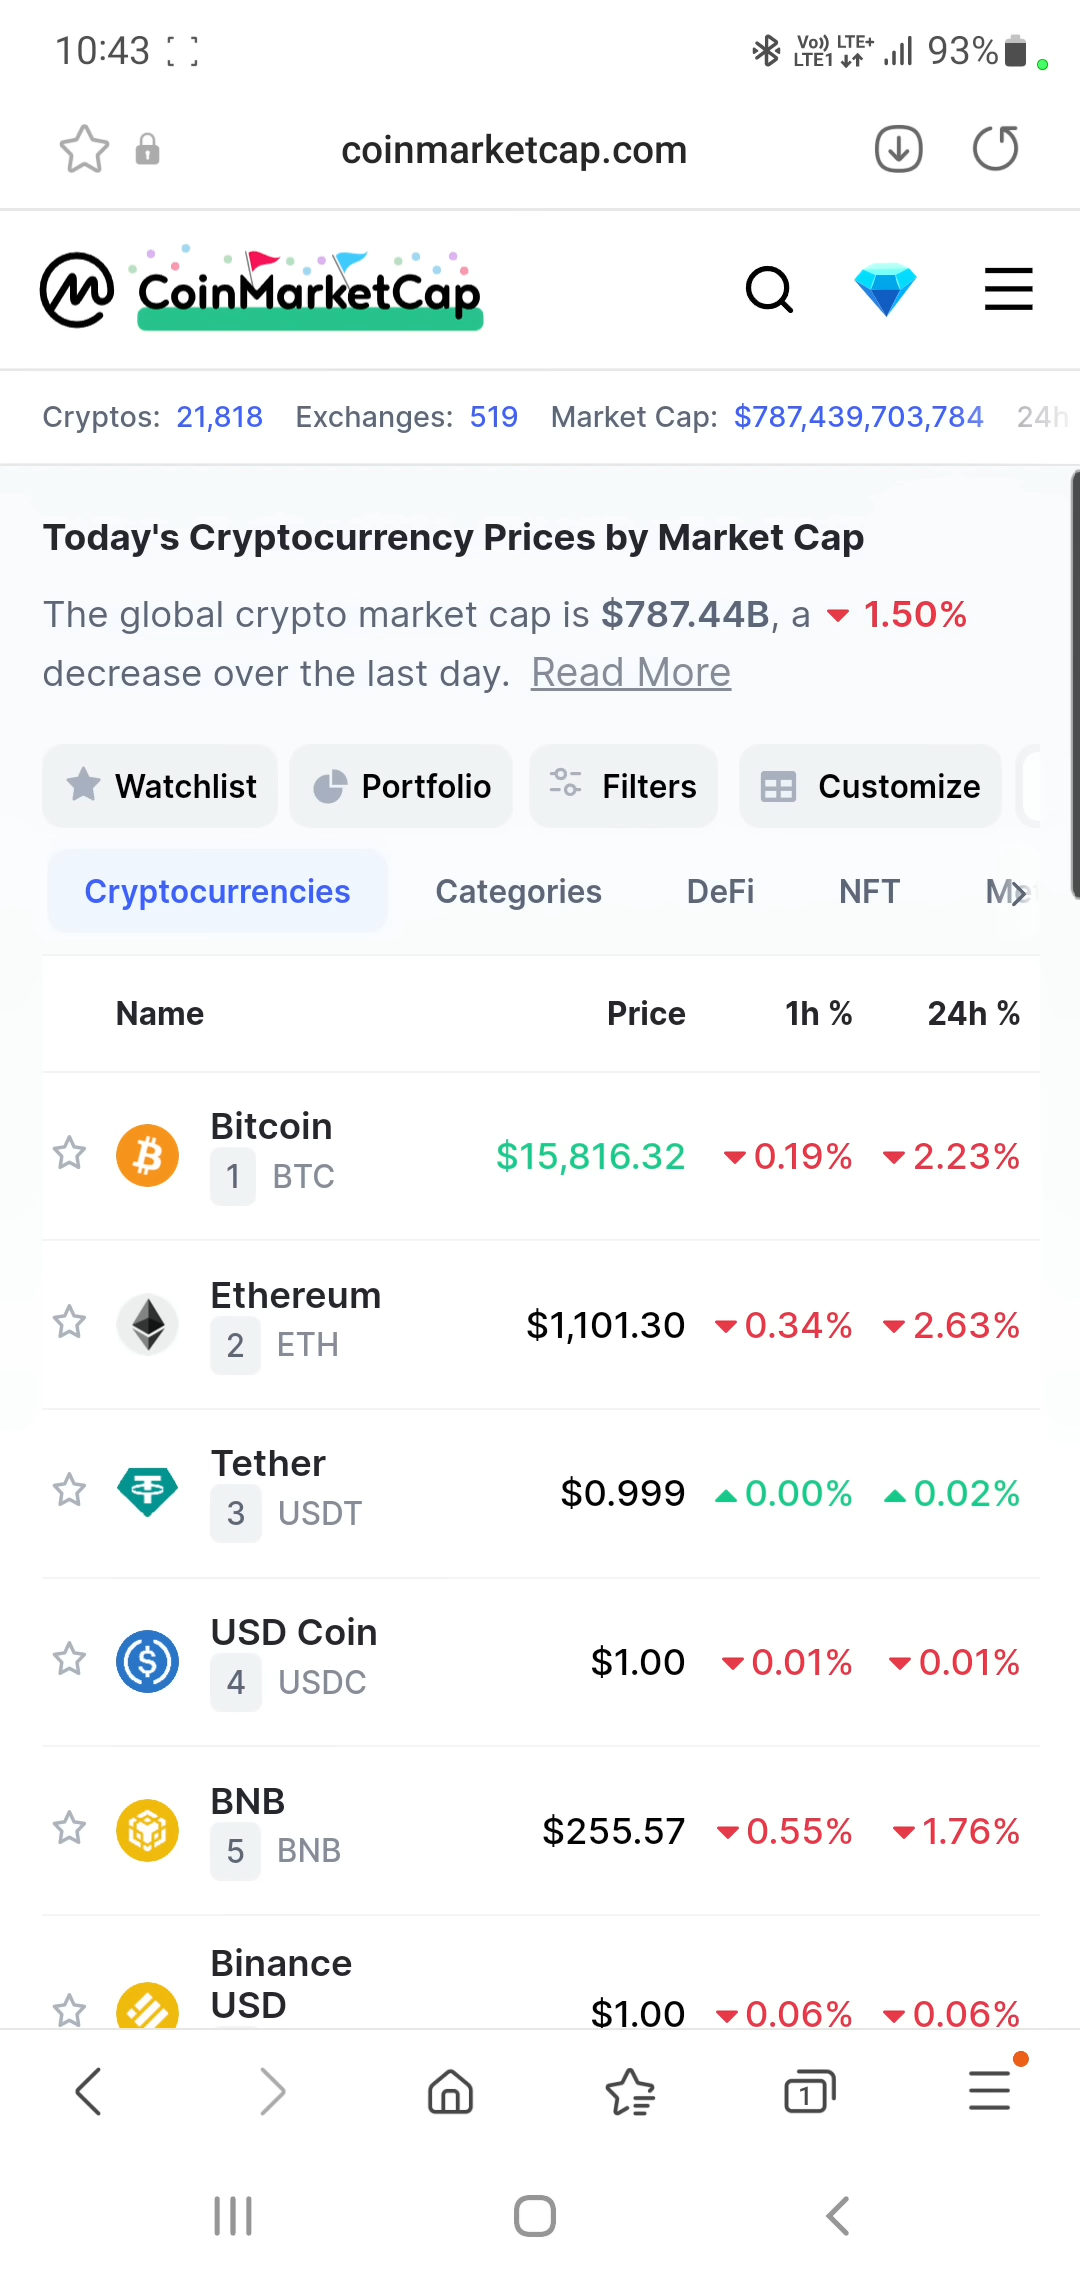 10:43 Vo)) LTE+ LTE1 93%
coinmarketcap.com
CoinMarketCap
Cryptos: 21,818 Exchanges: 519 Market Cap: $787,439,703,784 24h
Today's Cryptocurrency Prices by Market Cap
The global crypto market cap is $787.44B, a 1.50%
decrease over the last day. Read More
Watchlist Portfolio Filters Customize
Cryptocurrencies Categories DeFi NFT
Name Price 1h % 24h %
Bitcoin
1 BTC $15,816.32 0.19% 2.23%
Ethereum
2 ETH $1,101.30 0.34% 2.63%
Tether
3 USDT $0.999 0.00% 0.02%
USD Coin
4 USDC $1.00 0.01% 0.01%
BNB
5 BNB $255.57 0.55% 1.76%
Binance
USD $1.00 0.06% 0.06%
1